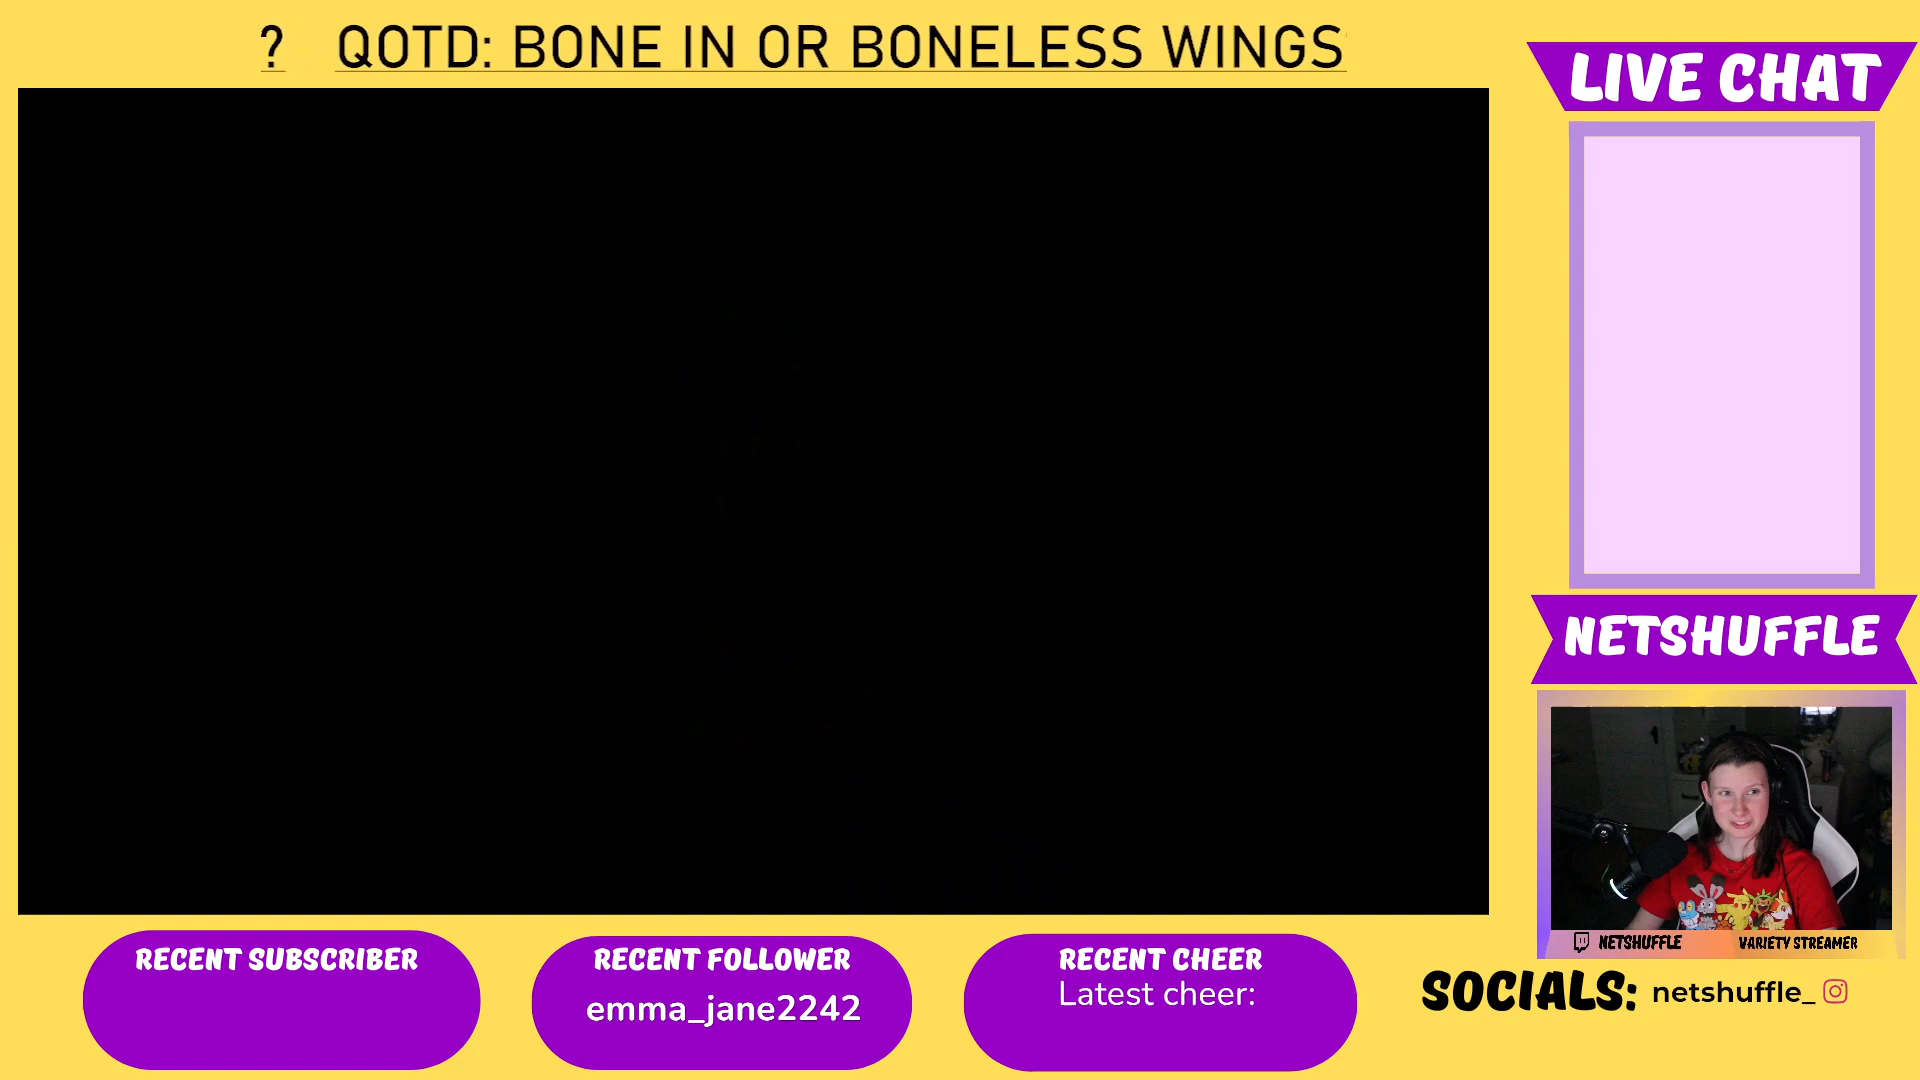 ? QOTD: BONE IN OR BONELESS WINGS
LIVE CHAT
NETSHUFFLE
NETSHUFFLE VARIETY STREAMER
RECENT SUBSCRIBER
RECENT FOLLOWER
emma_jane2242
RECENT CHEER
Latest cheer:
SOCIALS: netshuffle_